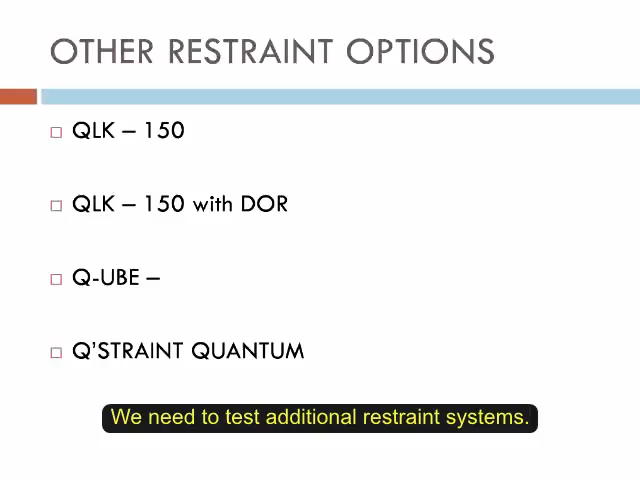 OTHER RESTRAINT OPTIONS
QLK – 150
QLK – 150 with DOR
Q-UBE –
Q'STRAINT QUANTUM
We need to test additional restraint systems.